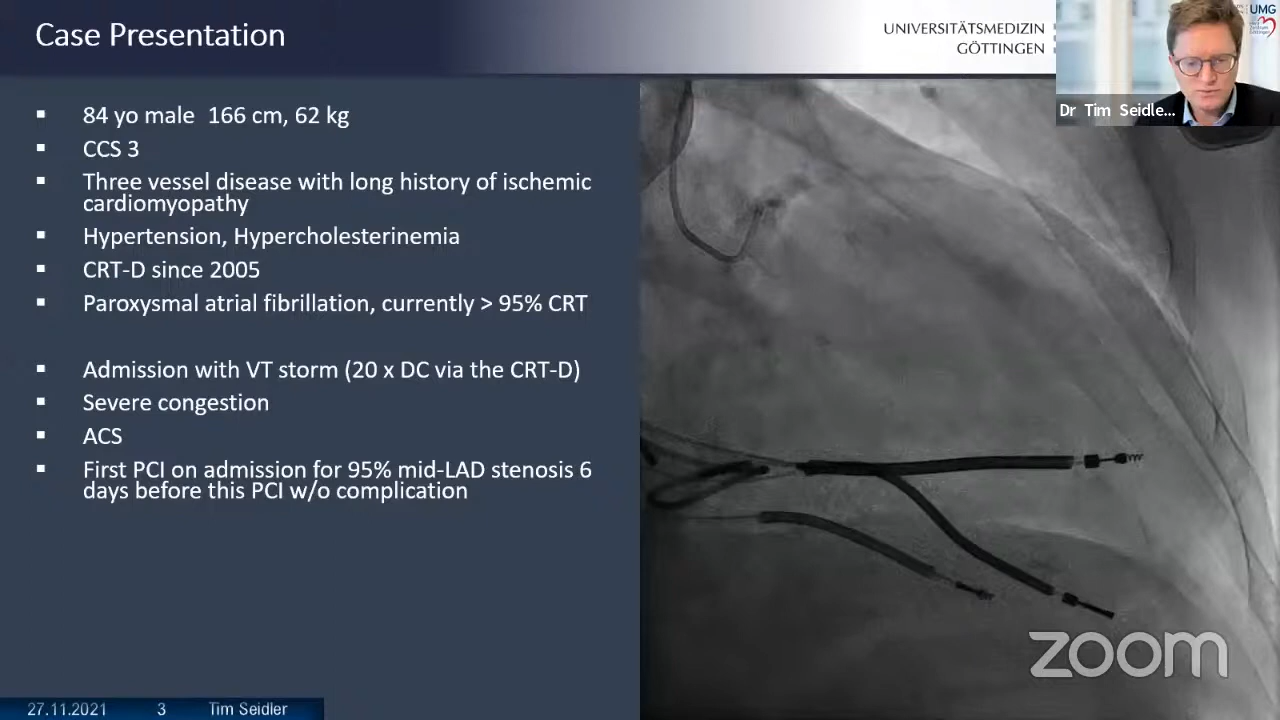 Case Presentation
UNIVERSITÄTSMEDIZIN
GÖTTINGEN
UMG
Dr Tim Seidle...
84 yo male 166 cm, 62 kg
CCS 3
Three vessel disease with long history of ischemic
cardiomyopathy
Hypertension, Hypercholesterinemia
CRT-D since 2005
Paroxysmal atrial fibrillation, currently > 95% CRT
Admission with VT storm (20 x DC via the CRT-D)
Severe congestion
ACS
First PCI on admission for 95% mid-LAD stenosis 6
days before this PCI w/o complication
zoom
27.11.2021 3 Tim Seidler